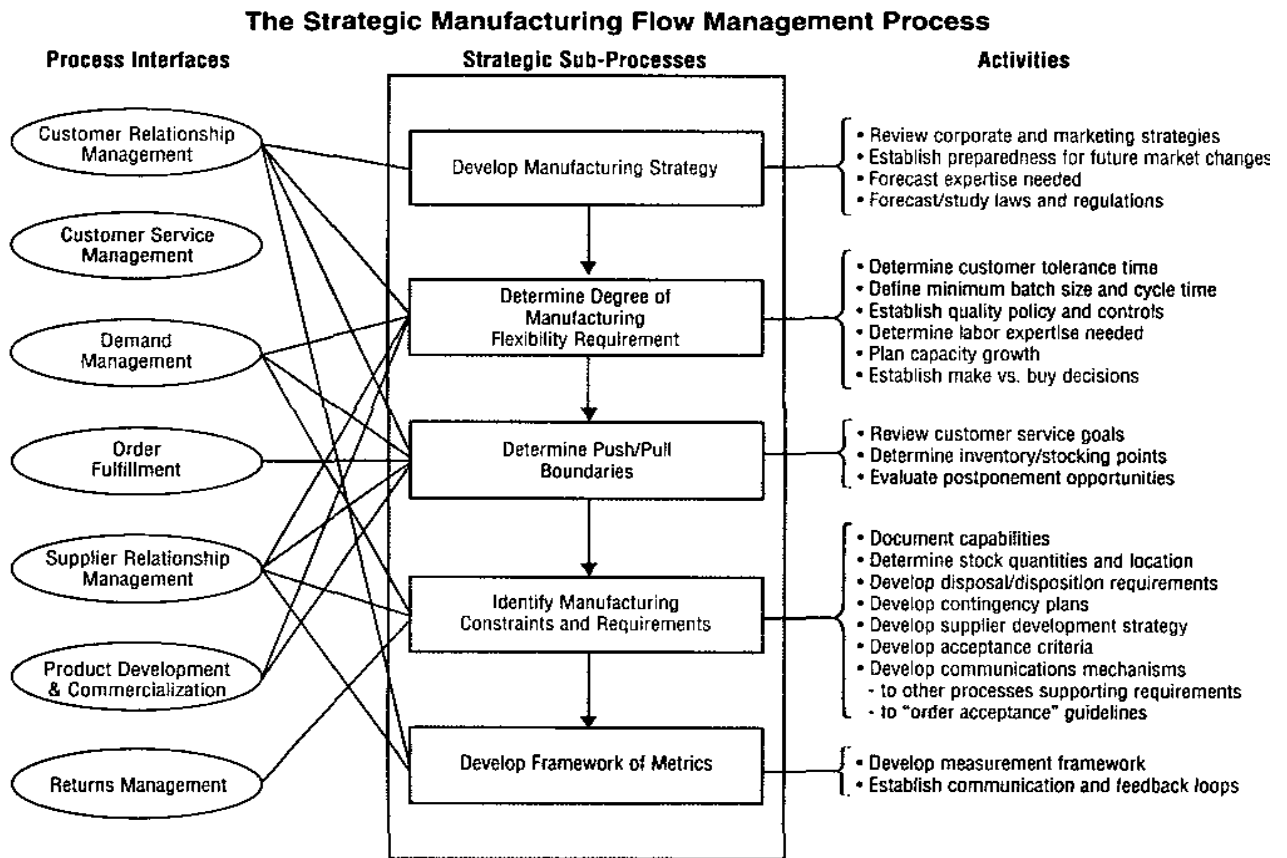 The Strategic Manufacturing Flow Management Process
Process Interfaces
Strategic Sub-Processes
Activities
Customer Relationship
Management
Customer Service
Management
Demand
Management
Order
Fulfillment
Supplier Relationship
Management
Product Development
& Commercialization
Returns Management
Develop Manufacturing Strategy
Determine Degree of
Manufacturing
Flexibility Requirement
Determine Push/Pull
Boundaries
Identify Manufacturing
Constraints and Requirements
Develop Framework of Metrics
• Review corporate and marketing strategies
• Establish preparedness for future market changes
• Forecast expertise needed
• Forecast/study laws and regulations
• Determine customer tolerance time
• Define minimum batch size and cycle time
• Establish quality policy and controls
• Determine labor expertise needed
• Plan capacity growth
• Establish make vs. buy decisions
• Review customer service goals
• Determine inventory/stocking points
• Evaluate postponement opportunities
• Document capabilities
• Determine stock quantities and location
• Develop disposal/disposition requirements
• Develop contingency plans
• Develop supplier development strategy
• Develop acceptance criteria
• Develop communications mechanisms
- to other processes supporting requirements
- to "order acceptance" guidelines
• Develop measurement framework
• Establish communication and feedback loops